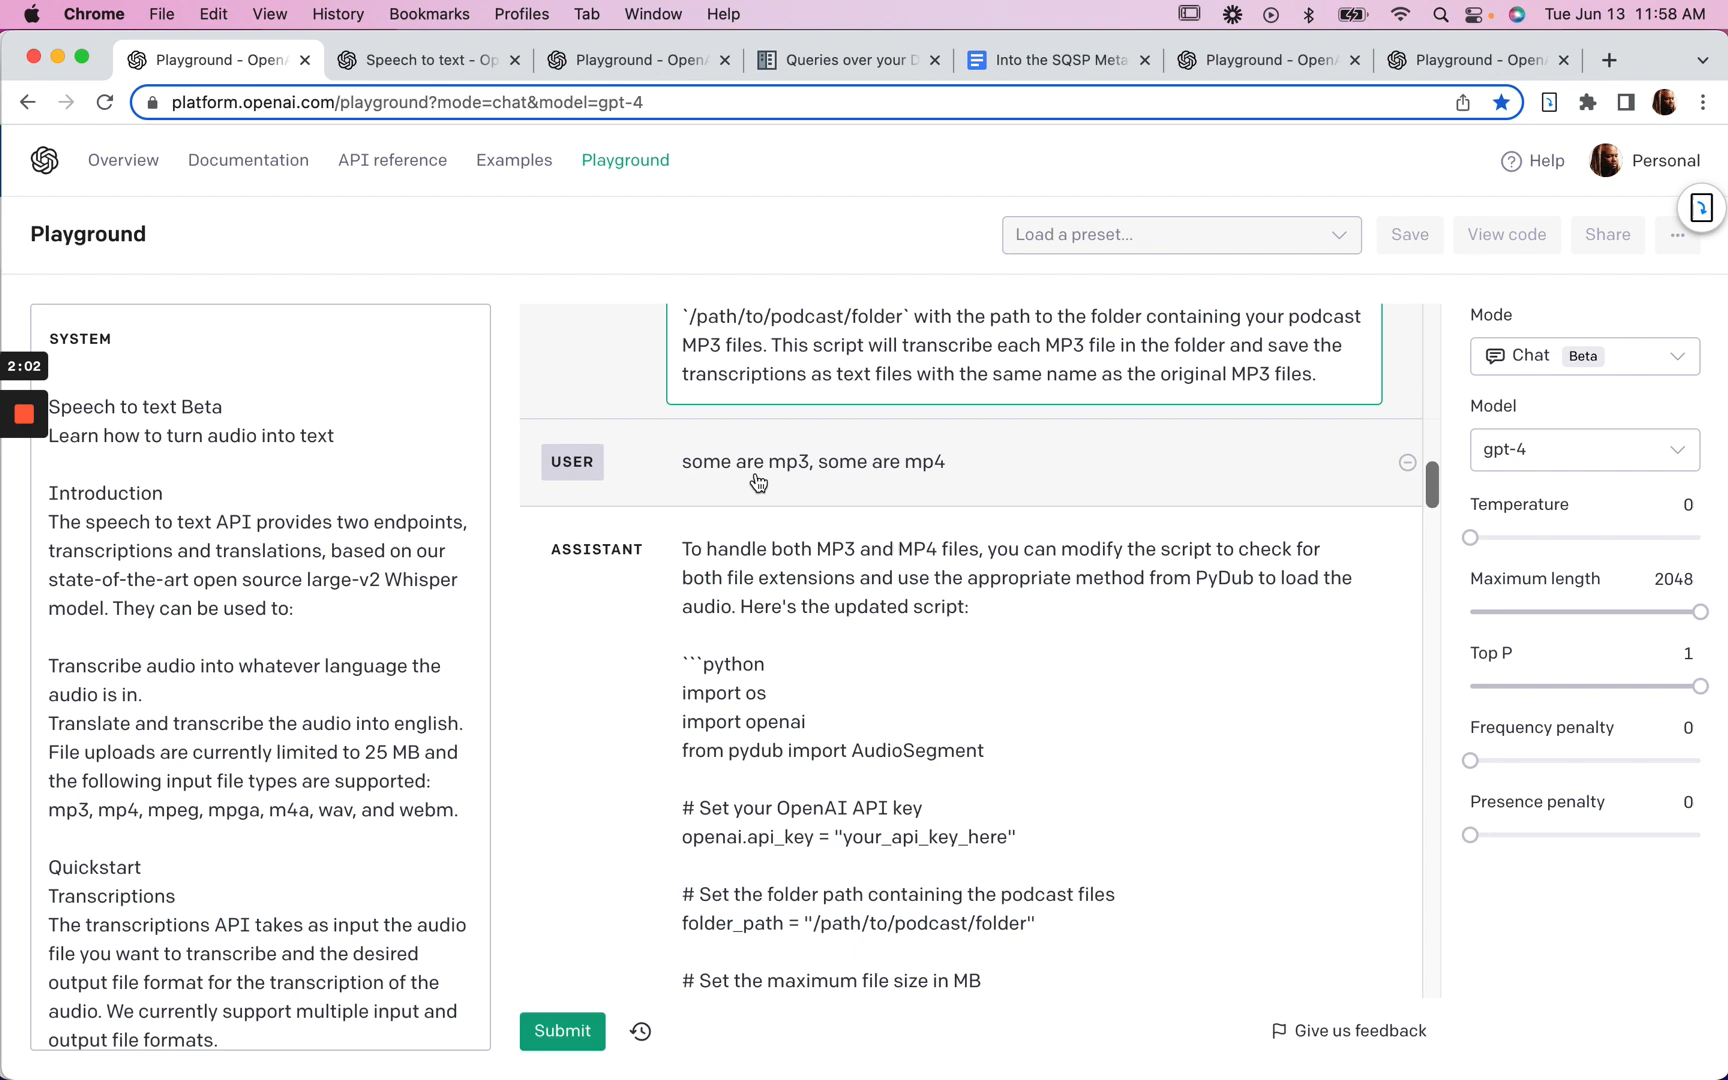 Chrome File Edit View History Bookmarks Profiles Tab Window Help Tue Jun 13 11:58 AM
Playground - OpenA Speech to text - Op Playground - OpenA Queries over your D Into the SQSP Meta Playground - OpenA Playground - OpenA
platform.openai.com/playground?mode=chat&model=gpt-4
Overview Documentation API reference Examples Playground Help Personal
Playground Load a preset... Save View code Share ...
SYSTEM
2:02
Speech to text Beta
Learn how to turn audio into text
Introduction
The speech to text API provides two endpoints,
transcriptions and translations, based on our
state-of-the-art open source large-v2 Whisper
model. They can be used to:
Transcribe audio into whatever language the
audio is in.
Translate and transcribe the audio into english.
File uploads are currently limited to 25 MB and
the following input file types are supported:
mp3, mp4, mpeg, mpga, m4a, wav, and webm.
Quickstart
Transcriptions
The transcriptions API takes as input the audio
file you want to transcribe and the desired
output file format for the transcription of the
audio. We currently support multiple input and
output file formats.
`/path/to/podcast/folder` with the path to the folder containing your podcast
MP3 files. This script will transcribe each MP3 file in the folder and save the
transcriptions as text files with the same name as the original MP3 files.
USER some are mp3, some are mp4
ASSISTANT To handle both MP3 and MP4 files, you can modify the script to check for
both file extensions and use the appropriate method from PyDub to load the
audio. Here's the updated script:
```python
import os
import openai
from pydub import AudioSegment
# Set your OpenAI API key
openai.api_key = "your_api_key_here"
# Set the folder path containing the podcast files
folder_path = "/path/to/podcast/folder"
# Set the maximum file size in MB
Submit Give us feedback
Mode
Chat Beta
Model
gpt-4
Temperature 0
Maximum length 2048
Top P 1
Frequency penalty 0
Presence penalty 0